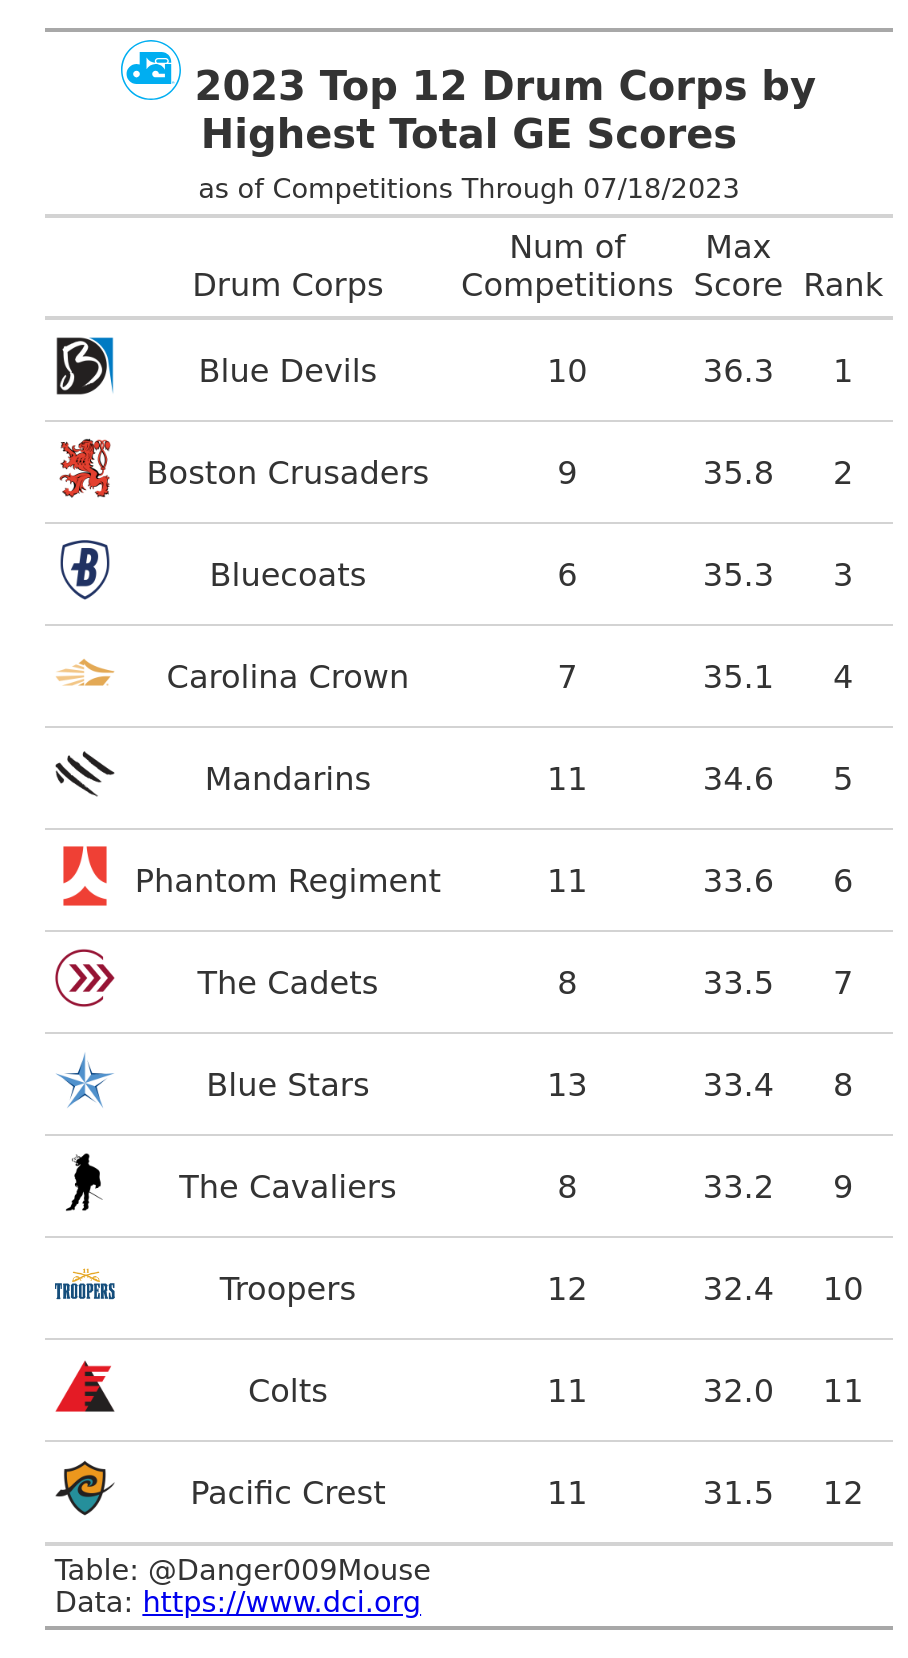 2023 Top 12 Drum Corps by
Highest Total GE Scores
as of Competitions Through 07/18/2023
Drum Corps Num of Competitions Max Score Rank
Blue Devils 10 36.3 1
Boston Crusaders 9 35.8 2
Bluecoats 6 35.3 3
Carolina Crown 7 35.1 4
Mandarins 11 34.6 5
Phantom Regiment 11 33.6 6
The Cadets 8 33.5 7
Blue Stars 13 33.4 8
The Cavaliers 8 33.2 9
TROOPERS Troopers 12 32.4 10
Colts 11 32.0 11
Pacific Crest 11 31.5 12
Table: @Danger009Mouse
Data: https://www.dci.org